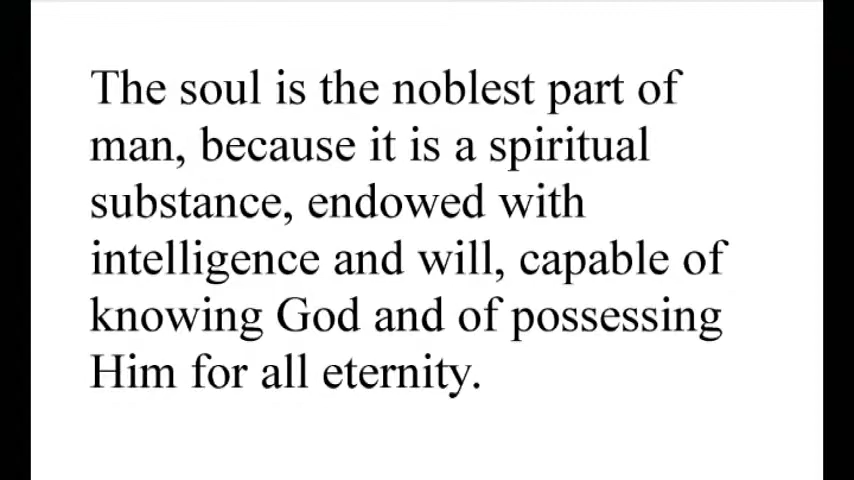 The soul is the noblest part of
man, because it is a spiritual
substance, endowed with
intelligence and will, capable of
knowing God and of possessing
Him for all eternity.